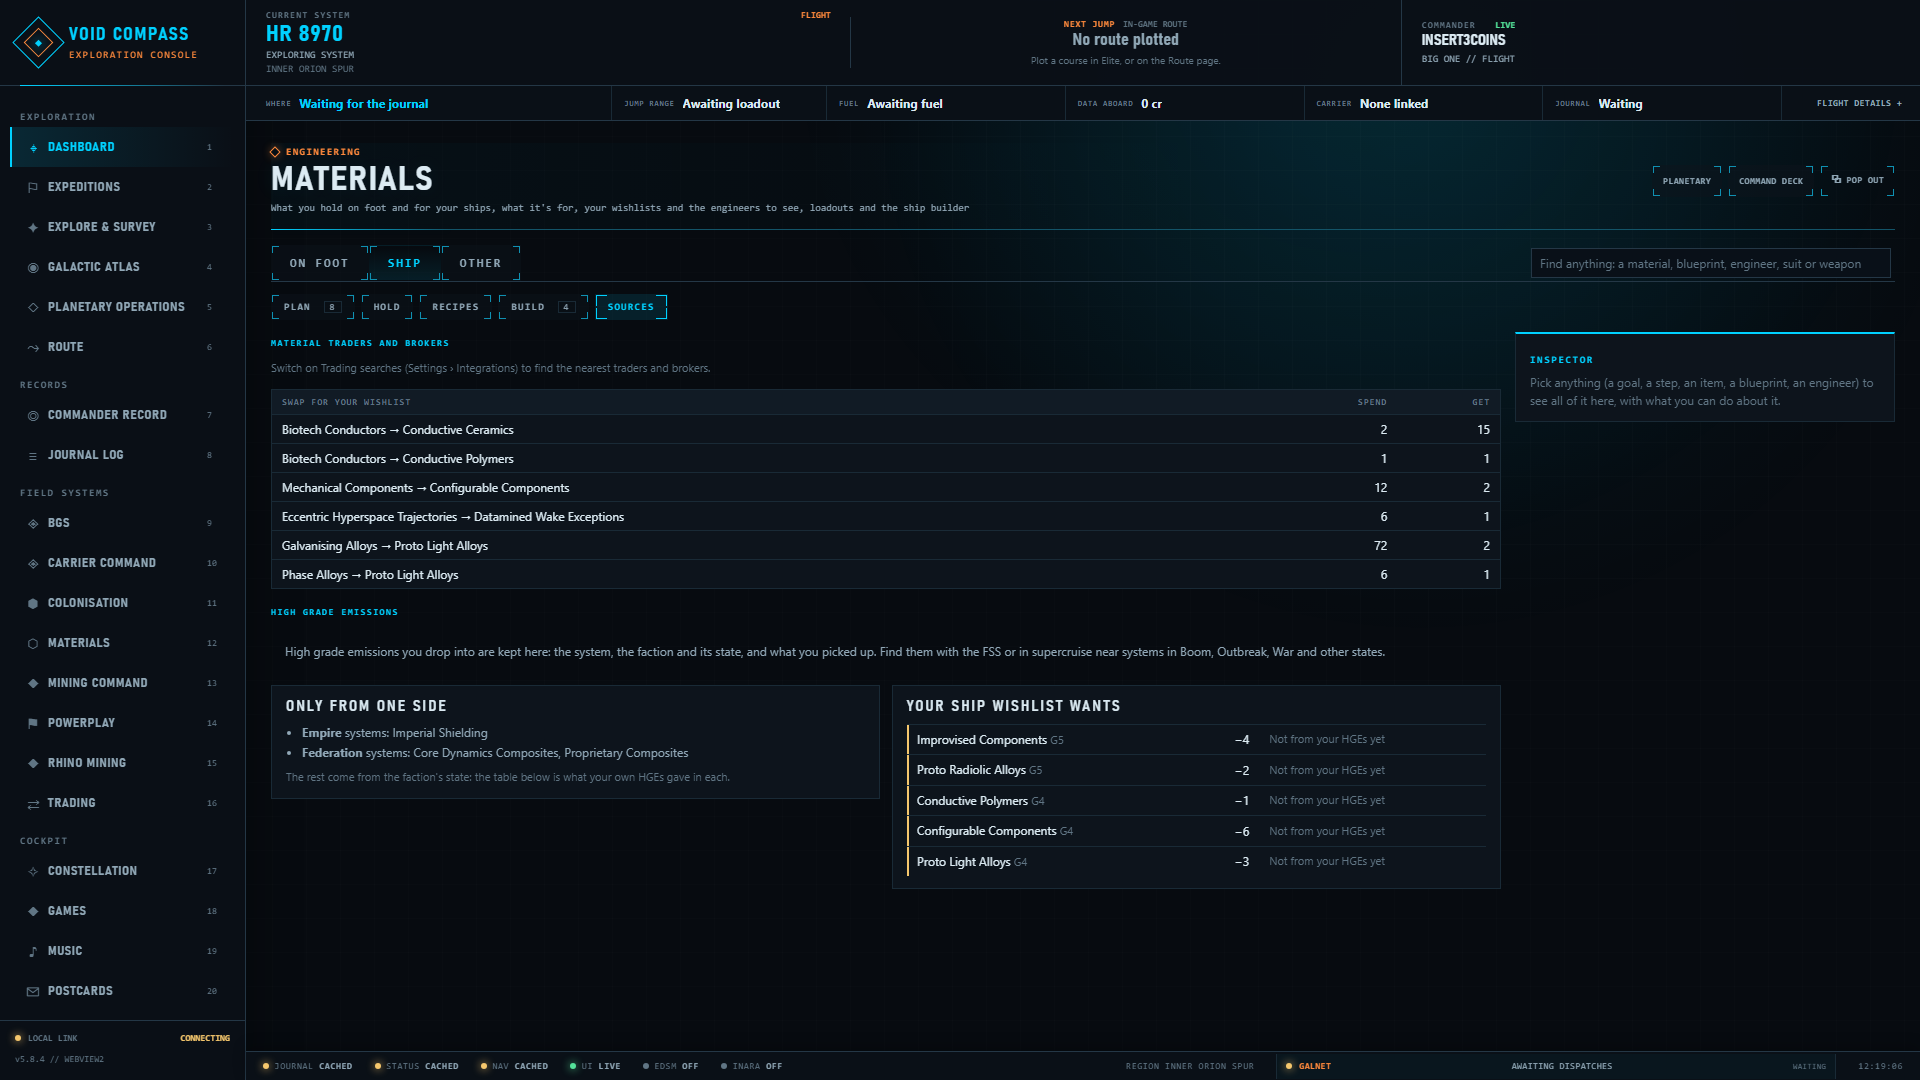 VOID COMPASS
EXPLORATION CONSOLE
CURRENT SYSTEM
HR 8970
EXPLORING SYSTEM
INNER ORION SPUR
FLIGHT
NEXT JUMP IN-GAME ROUTE
No route plotted
Plot a course in Elite, or on the Route page.
COMMANDER LIVE
INSERT3COINS
BIG ONE // FLIGHT
WHERE Waiting for the journal
JUMP RANGE Awaiting loadout
FUEL Awaiting fuel
DATA ABOARD 0 cr
CARRIER None linked
JOURNAL Waiting
FLIGHT DETAILS +
EXPLORATION
DASHBOARD 1
EXPEDITIONS 2
EXPLORE & SURVEY 3
GALACTIC ATLAS 4
PLANETARY OPERATIONS 5
ROUTE 6
RECORDS
COMMANDER RECORD 7
JOURNAL LOG 8
FIELD SYSTEMS
BGS 9
CARRIER COMMAND 10
COLONISATION 11
MATERIALS 12
MINING COMMAND 13
POWERPLAY 14
RHINO MINING 15
TRADING 16
COCKPIT
CONSTELLATION 17
GAMES 18
MUSIC 19
POSTCARDS 20
LOCAL LINK CONNECTING
v5.8.4 // WEBVIEW2
ENGINEERING
MATERIALS
What you hold on foot and for your ships, what it's for, your wishlists and the engineers to see, loadouts and the ship builder
PLANETARY
COMMAND DECK
POP OUT
ON FOOT
SHIP
OTHER
Find anything: a material, blueprint, engineer, suit or weapon
PLAN 8
HOLD
RECIPES
BUILD 4
SOURCES
MATERIAL TRADERS AND BROKERS
Switch on Trading searches (Settings › Integrations) to find the nearest traders and brokers.
SWAP FOR YOUR WISHLIST SPEND GET
Biotech Conductors → Conductive Ceramics 2 15
Biotech Conductors → Conductive Polymers 1 1
Mechanical Components → Configurable Components 12 2
Eccentric Hyperspace Trajectories → Datamined Wake Exceptions 6 1
Galvanising Alloys → Proto Light Alloys 72 2
Phase Alloys → Proto Light Alloys 6 1
INSPECTOR
Pick anything (a goal, a step, an item, a blueprint, an engineer) to
see all of it here, with what you can do about it.
HIGH GRADE EMISSIONS
High grade emissions you drop into are kept here: the system, the faction and its state, and what you picked up. Find them with the FSS or in supercruise near systems in Boom, Outbreak, War and other states.
ONLY FROM ONE SIDE
• Empire systems: Imperial Shielding
• Federation systems: Core Dynamics Composites, Proprietary Composites
The rest come from the faction's state: the table below is what your own HGEs gave in each.
YOUR SHIP WISHLIST WANTS
Improvised Components G5 −4 Not from your HGEs yet
Proto Radiolic Alloys G5 −2 Not from your HGEs yet
Conductive Polymers G4 −1 Not from your HGEs yet
Configurable Components G4 −6 Not from your HGEs yet
Proto Light Alloys G4 −3 Not from your HGEs yet
JOURNAL CACHED
STATUS CACHED
NAV CACHED
UI LIVE
EDSM OFF
INARA OFF
REGION INNER ORION SPUR
GALNET
AWAITING DISPATCHES
WAITING
12:19:06